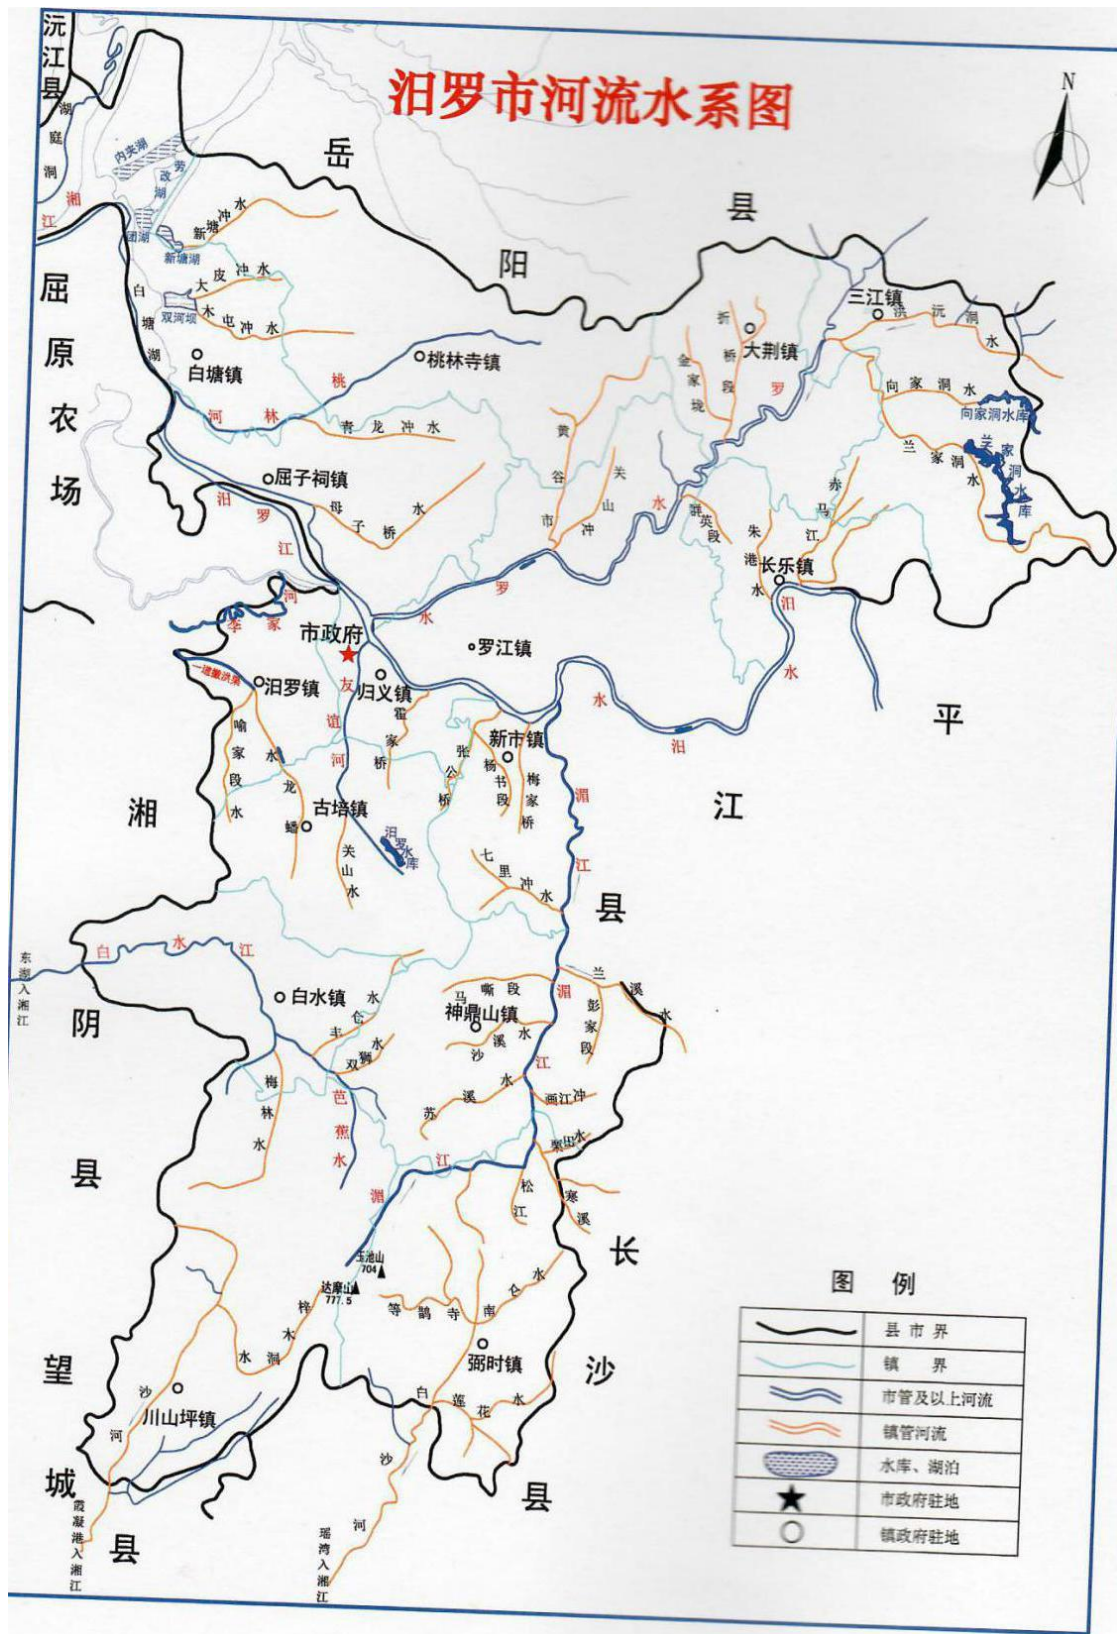 汨罗市河流水系图
N
沅江县
洞庭湖
湘江
内夹湖
劳改湖
团湖
新塘湖
新塘冲水
岳阳县
屈原农场
白塘湖
大皮冲水
双河坝
木屯冲水
白塘镇
桃林寺镇
桃林河
青龙冲水
屈子祠镇
汨罗江
母子桥水
三江镇
洪沅洞水
大荆镇
折桥段
金家垅
罗水
向家洞水
向家洞水库
兰家洞水
兰家洞水库
黄谷市
关山冲
群英段
朱港水
赤马江
长乐镇
汨水
罗水
罗江镇
李家河
市政府
一道撇洪渠
汨罗镇
归义镇
友谊河
霍家桥
喻家段水
蟠龙水
古培镇
关山水
汨罗水库
张公桥
新市镇
杨书段
梅家桥
七里冲水
湄江
汨水
平江县
湘阴县
白水江
东湖入湘江
白水镇
丰仓水
双狮水
芭蕉水
梅林水
马嘶段
神鼎山镇
沙溪水
兰溪水
彭家段
湄江
苏溪水
画江冲
栗田水
松江
寒溪
湄江
玉池山
704
达摩山
777.5
梓木洞水
等鹊寺
南仓水
弼时镇
白莲花水
长沙县
望城县
川山坪镇
沙河
沙河
霞凝港入湘江
瑶湾入湘江
图 例
县市界
镇 界
市管及以上河流
镇管河流
水库、湖泊
市政府驻地
镇政府驻地